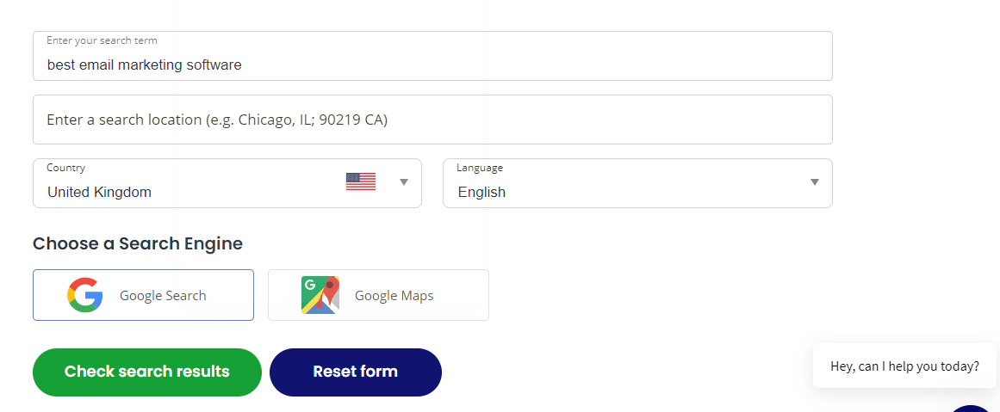 Enter your search term
best email marketing software
Enter a search location (e.g. Chicago, IL; 90219 CA)
Country
United Kingdom
Language
English
Choose a Search Engine
Google Search
G
Google Maps
Check search results
Reset form
Hey, can I help you today?